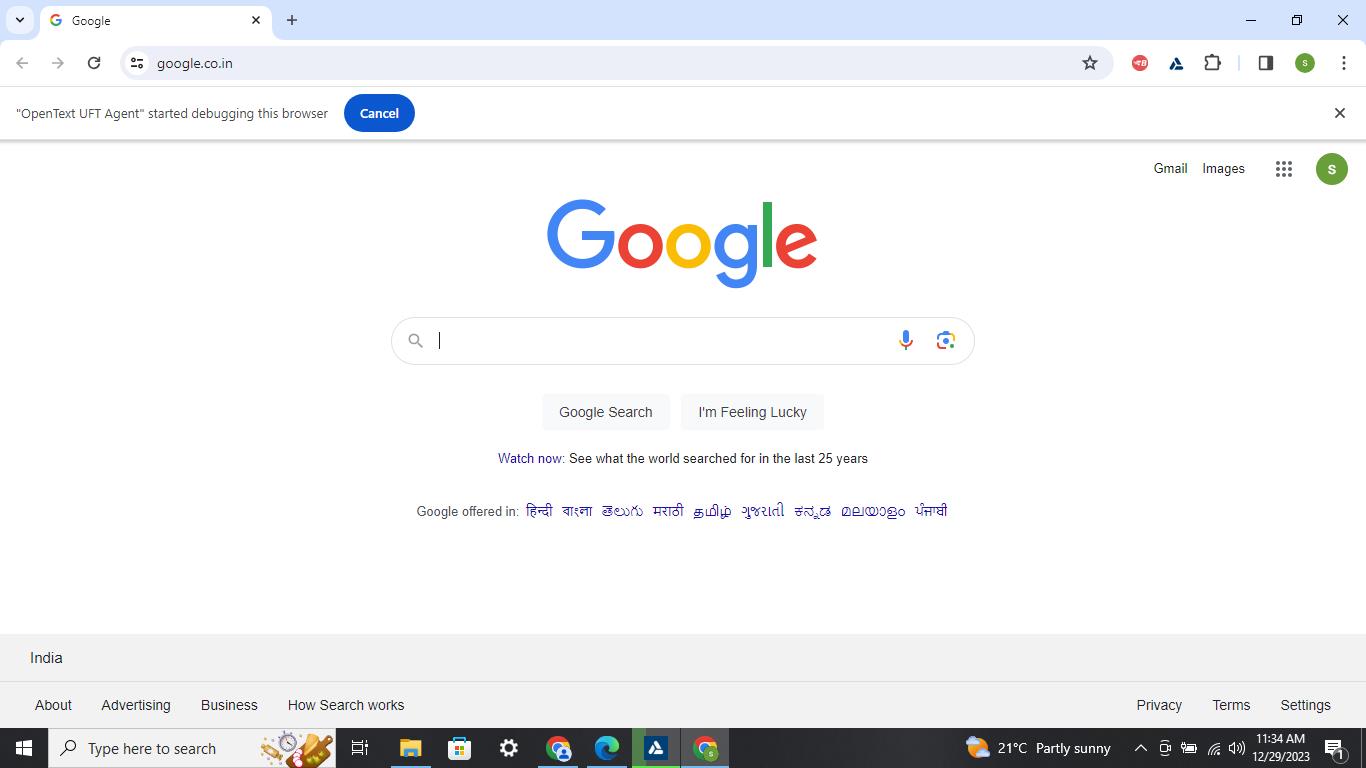 Google
google.co.in
S
"OpenText UFT Agent" started debugging this browser
Cancel
Gmail Images
S
Google
Google Search I'm Feeling Lucky
Watch now: See what the world searched for in the last 25 years
Google offered in: हिन्दी বাংলা తెలుగు मराठी தமிழ் ગુજરાતી ಕನ್ನಡ മലയാളം ਪੰਜਾਬੀ
India
About Advertising Business How Search works Privacy Terms Settings
Type here to search
21°C Partly sunny
11:34 AM
12/29/2023
1